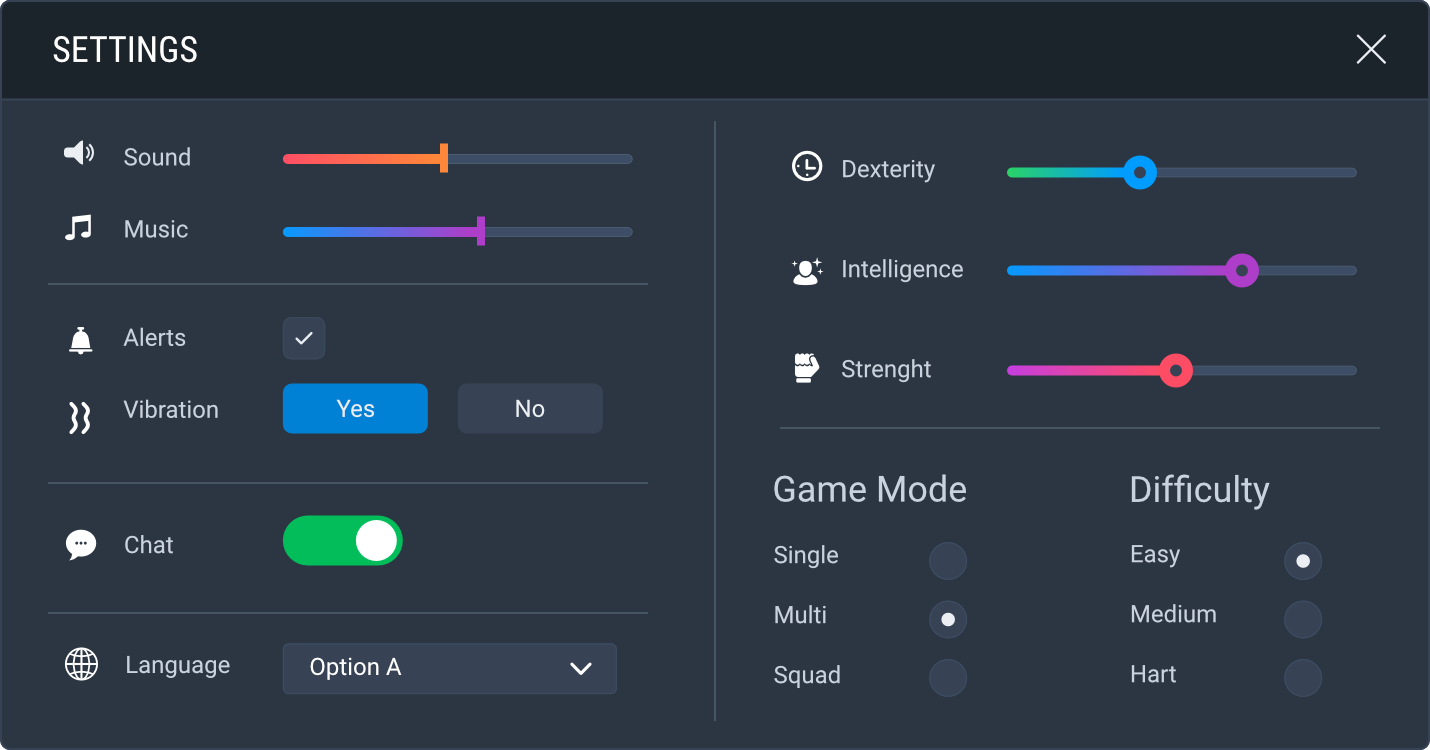 SETTINGS
Sound
Music
Alerts
Vibration
Yes
No
Chat
Language
Option A
Dexterity
Intelligence
Strenght
Game Mode
Single
Multi
Squad
Difficulty
Easy
Medium
Hart